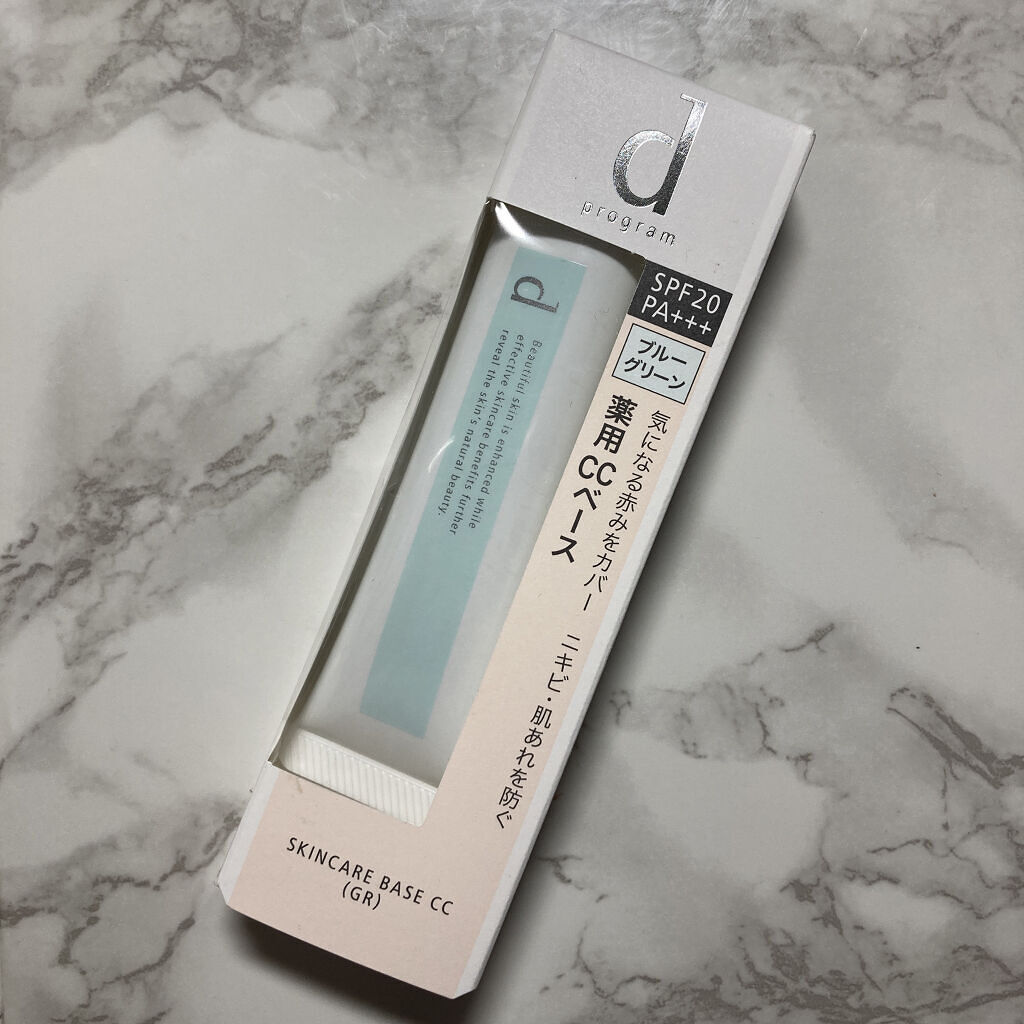 d
program
SPF20
PA+++
ブルー
グリーン
気になる赤みをカバー ニキビ・肌あれを防ぐ
薬用CCベース
d
Beautiful skin is enhanced while
effective skincare benefits further
reveal the skin's natural beauty.
SKINCARE BASE CC
(GR)